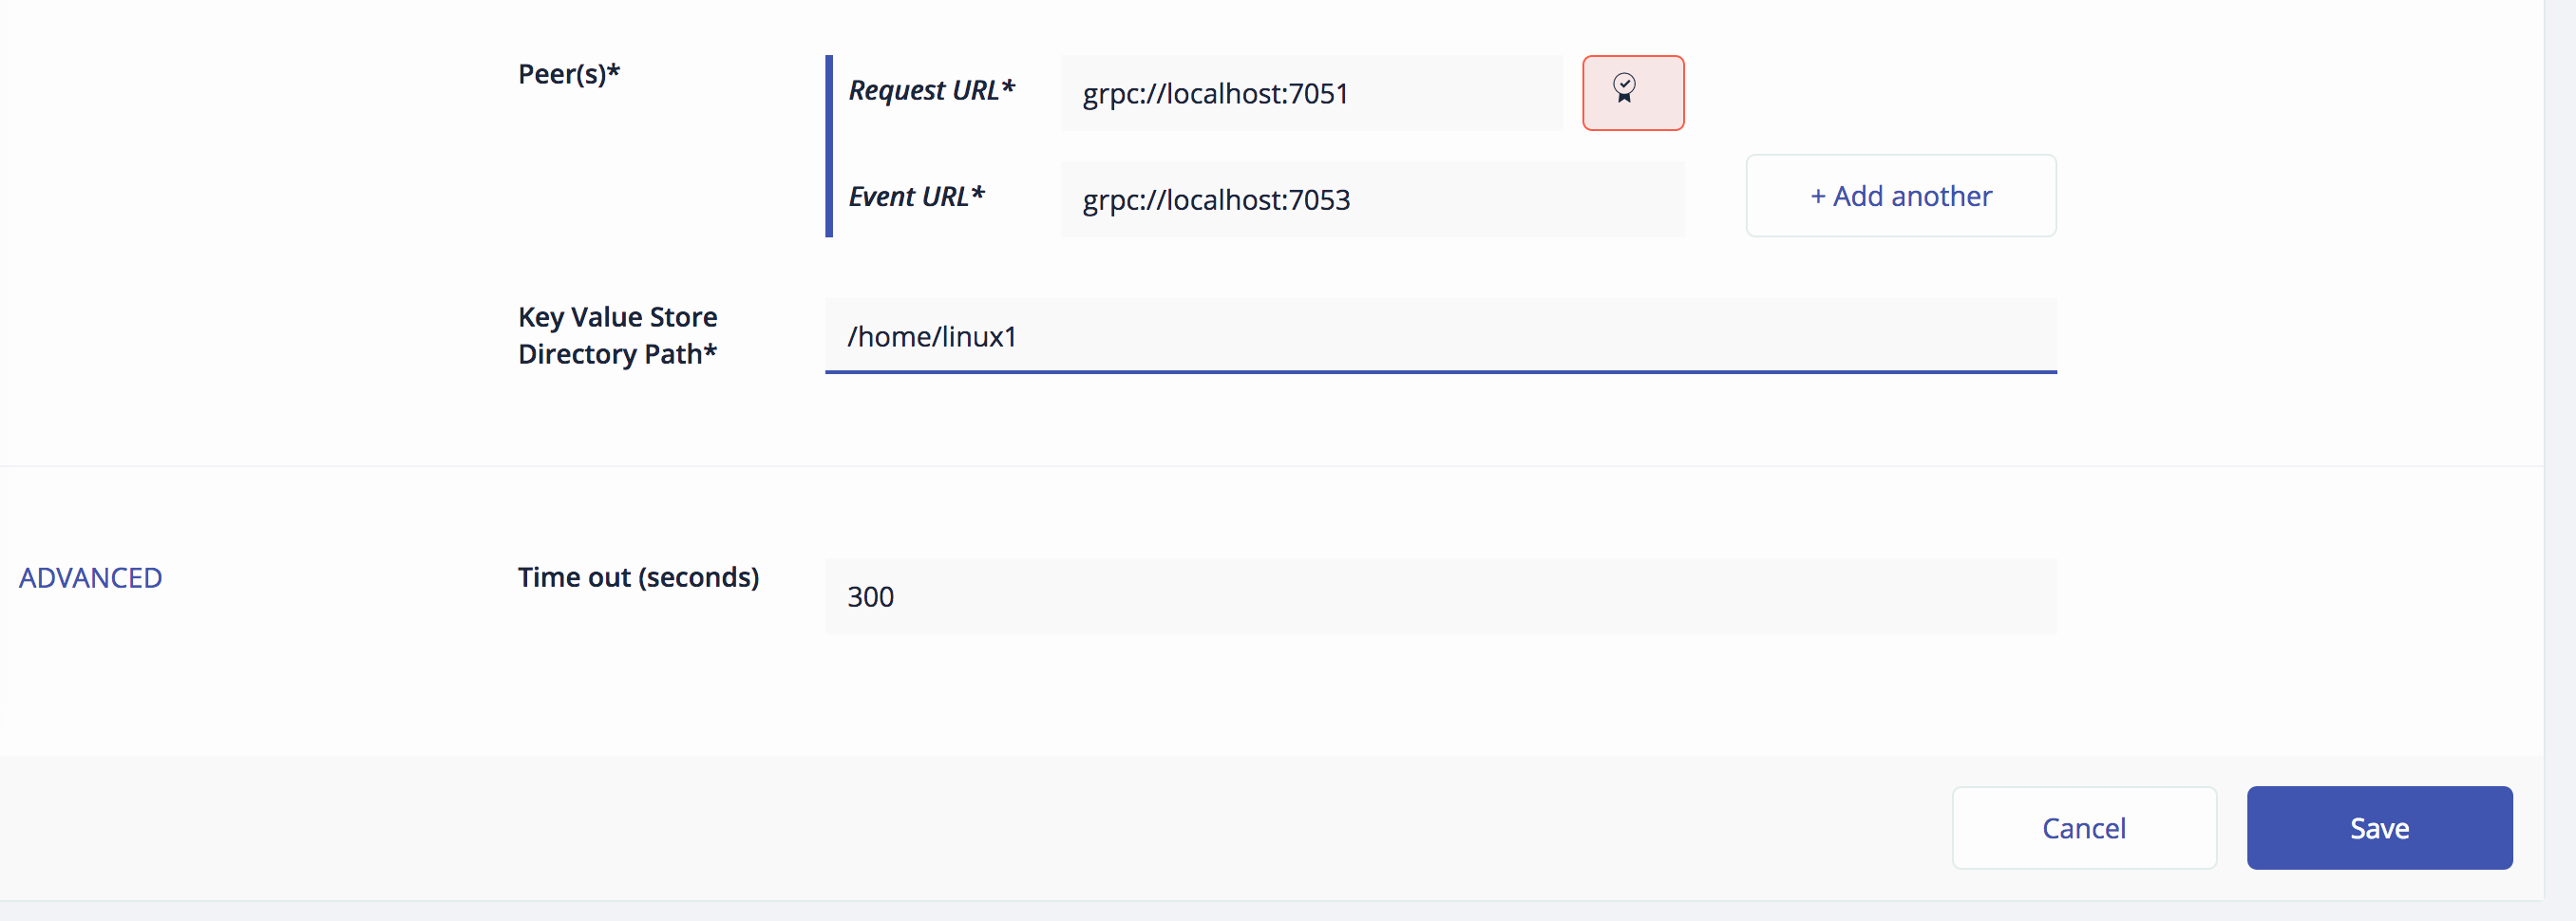 Peer(s)*
Request URL*
grpc://localhost:7051
Event URL*
grpc://localhost:7053
+ Add another
Key Value Store
Directory Path*
/home/linux1
ADVANCED
Time out (seconds)
300
Cancel
Save